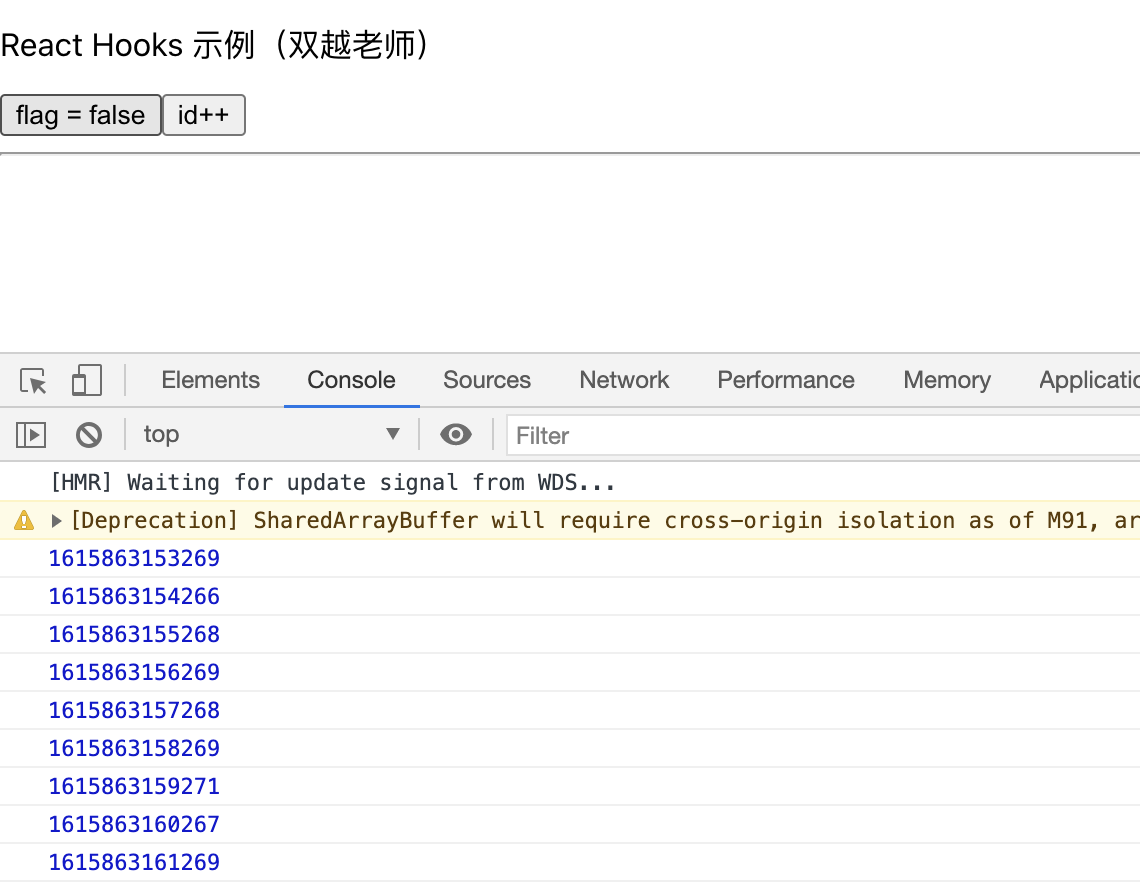 React Hooks 示例（双越老师）
flag = false id++
Elements Console Sources Network Performance Memory Applicatio
top Filter
[HMR] Waiting for update signal from WDS...
[Deprecation] SharedArrayBuffer will require cross-origin isolation as of M91, ar
1615863153269
1615863154266
1615863155268
1615863156269
1615863157268
1615863158269
1615863159271
1615863160267
1615863161269